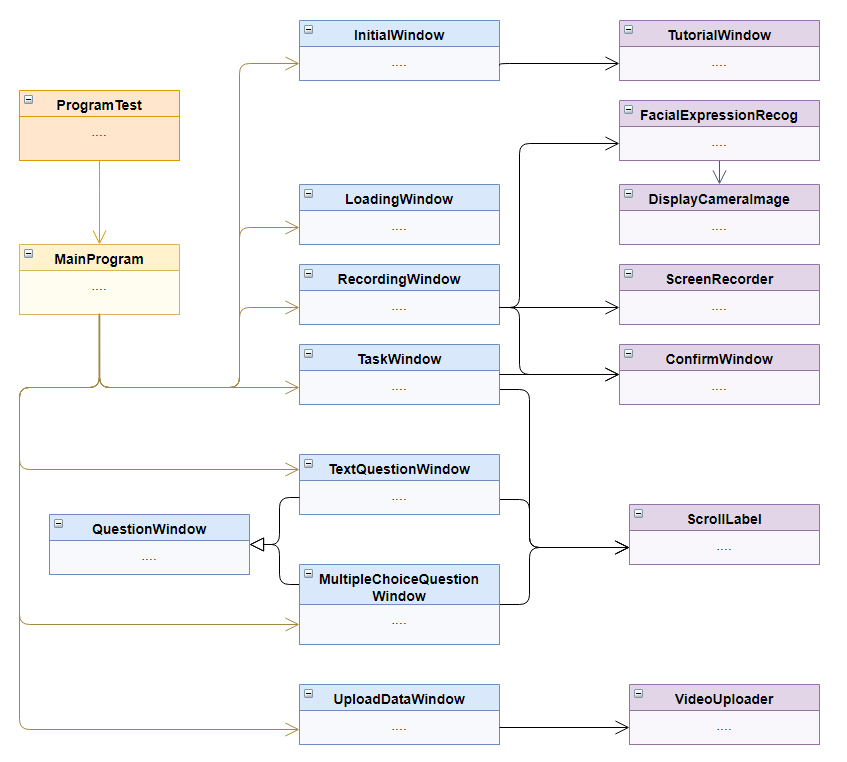 InitialWindow
....
TutorialWindow
....
ProgramTest
....
FacialExpressionRecog
....
LoadingWindow
....
DisplayCameraImage
....
MainProgram
....
RecordingWindow
....
ScreenRecorder
....
TaskWindow
....
ConfirmWindow
....
TextQuestionWindow
....
QuestionWindow
....
ScrollLabel
....
MultipleChoiceQuestion
Window
....
UploadDataWindow
....
VideoUploader
....